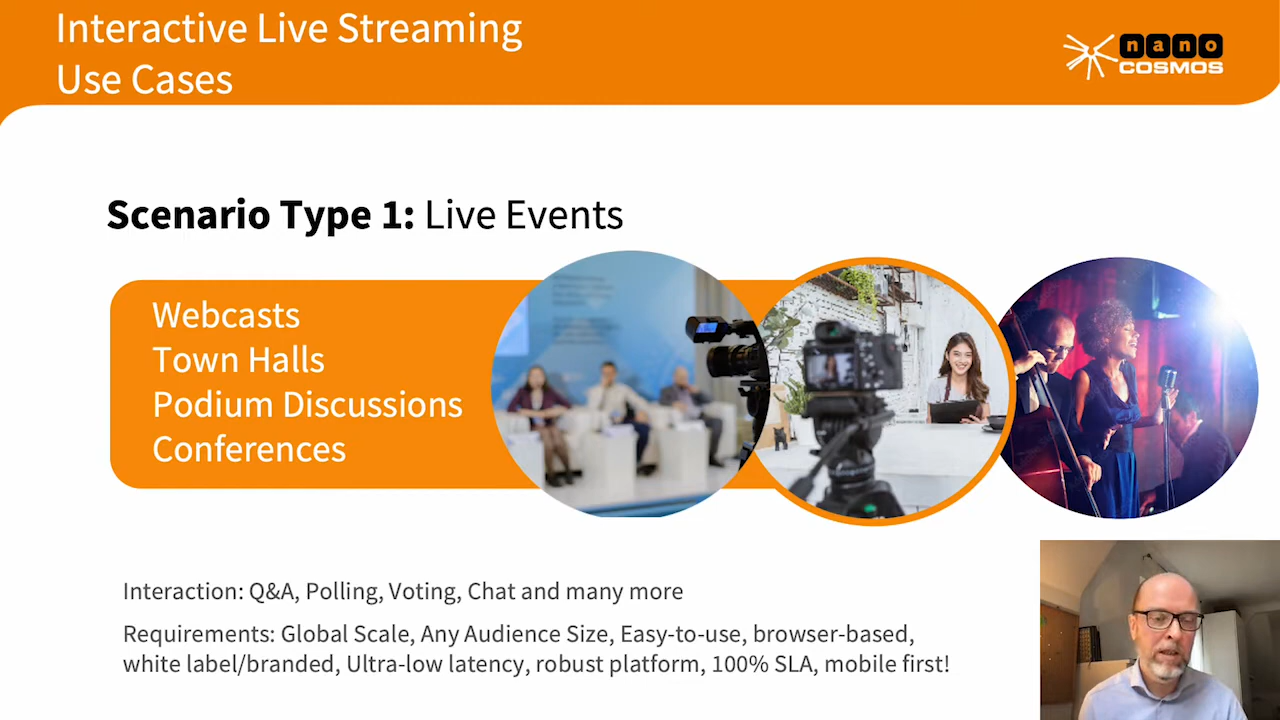 Interactive Live Streaming
Use Cases
nano
COSMOS
Scenario Type 1: Live Events
Webcasts
Town Halls
Podium Discussions
Conferences
Interaction: Q&A, Polling, Voting, Chat and many more
Requirements: Global Scale, Any Audience Size, Easy-to-use, browser-based,
white label/branded, Ultra-low latency, robust platform, 100% SLA, mobile first!